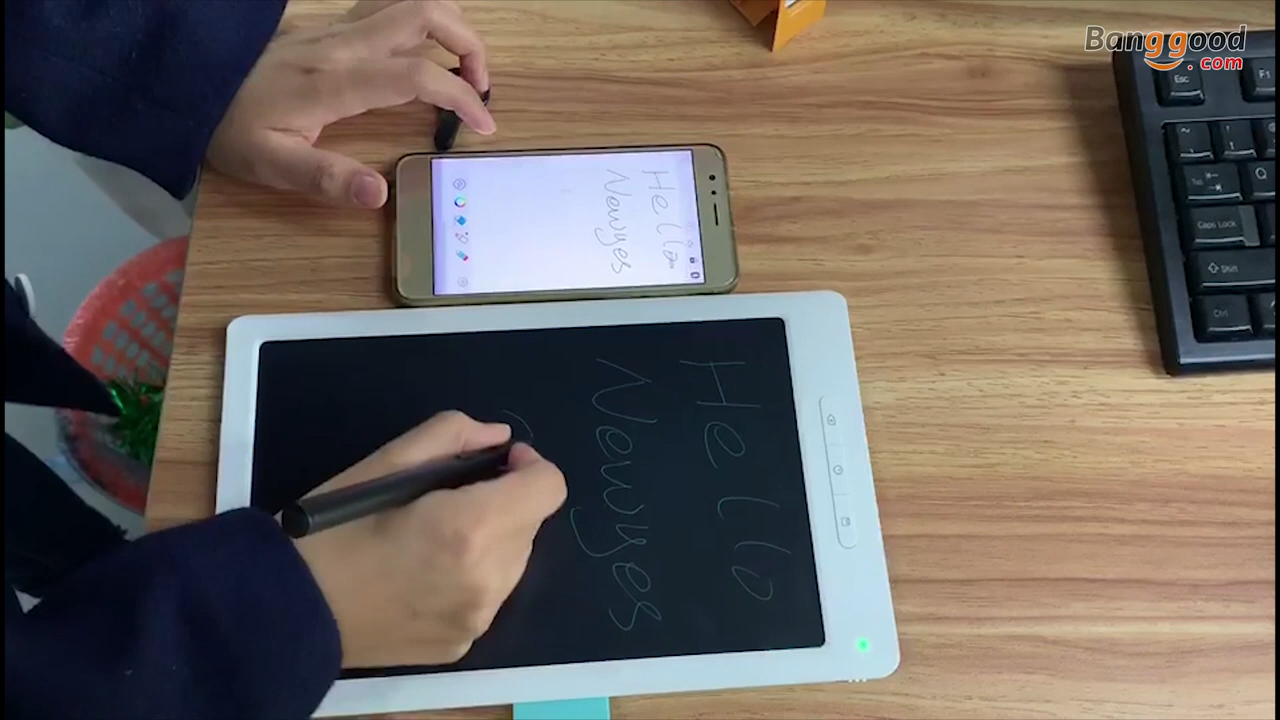 Banggood
.com
Hello
Newyes
Hello
Newyes
Esc
F1
~
!
Tab
Q
Caps Lock
Shift
Ctrl